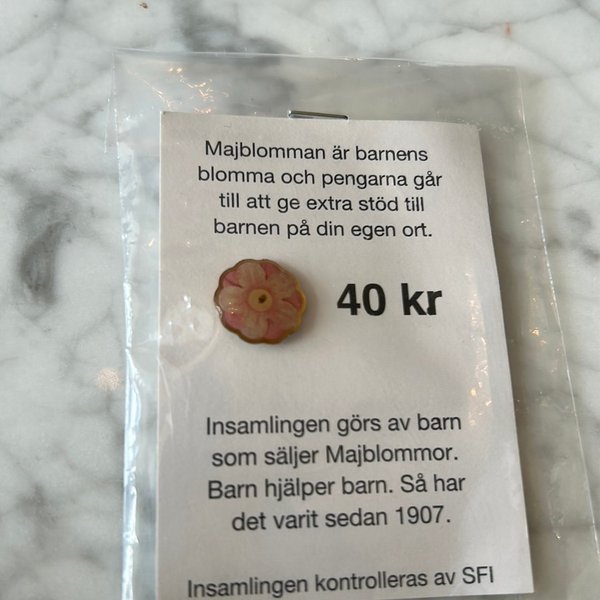 Majblomman är barnens
blomma och pengarna går
till att ge extra stöd till
barnen på din egen ort.
40 kr
Insamlingen görs av barn
som säljer Majblommor.
Barn hjälper barn. Så har
det varit sedan 1907.
Insamlingen kontrolleras av SFI